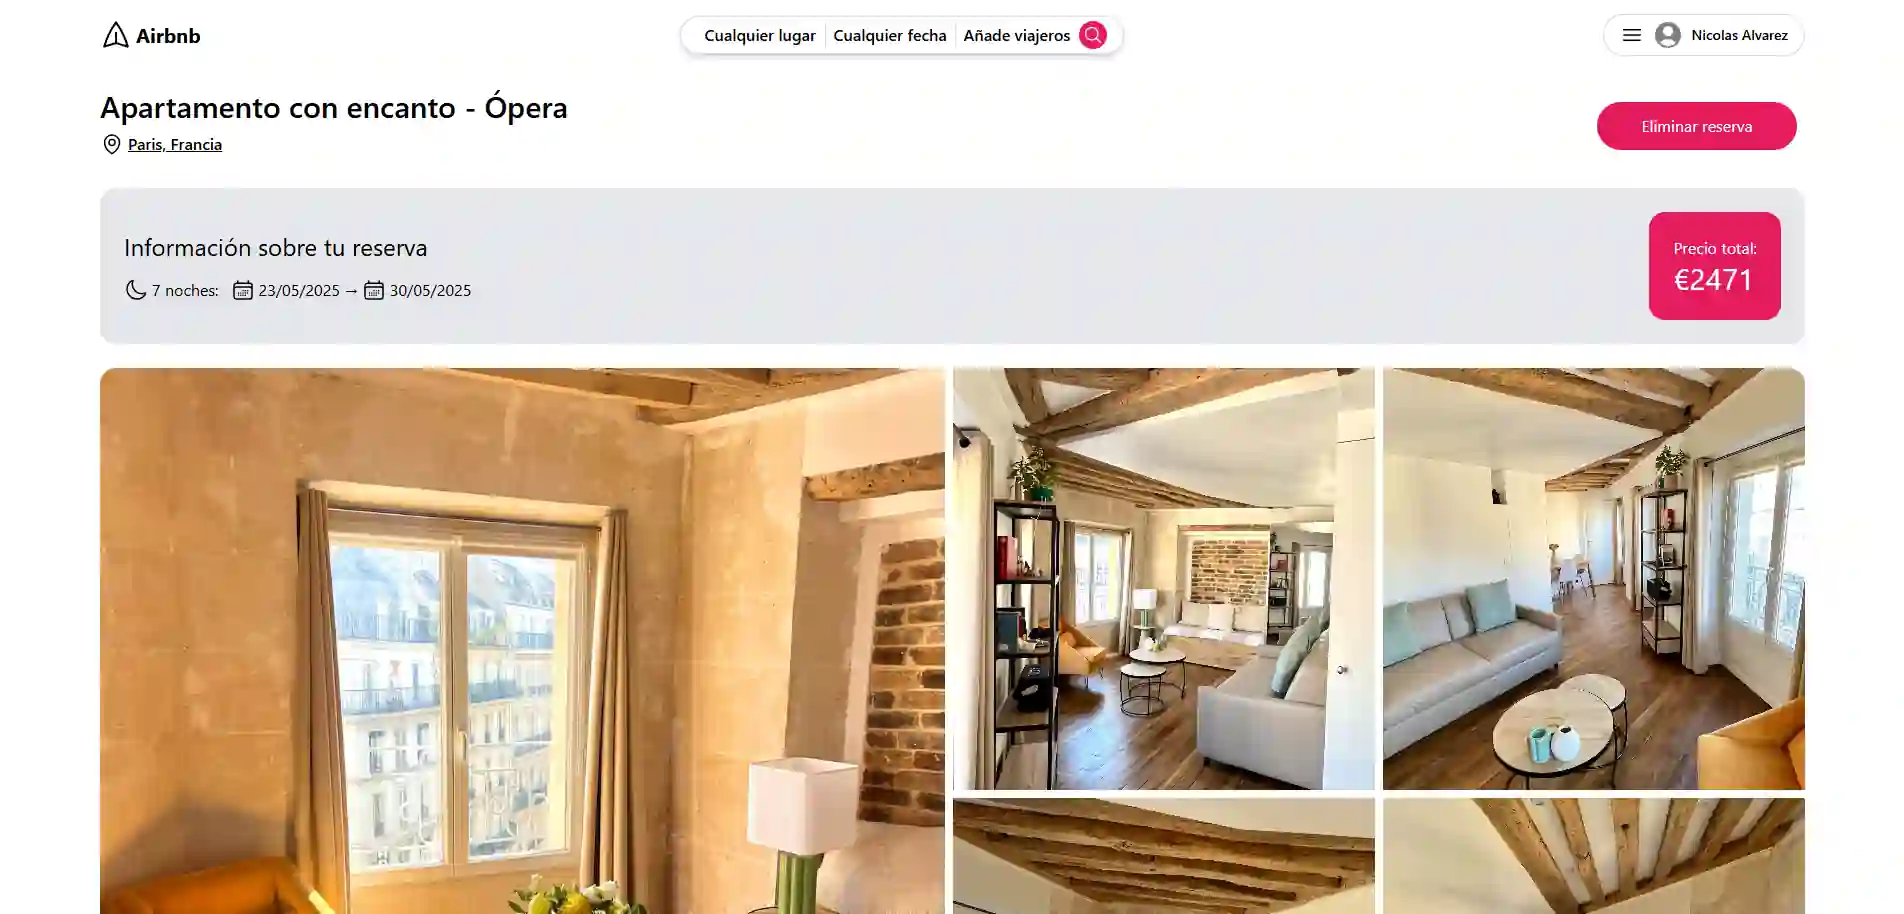 Airbnb
Cualquier lugar
Cualquier fecha
Añade viajeros
Nicolas Alvarez
Apartamento con encanto - Ópera
Paris, Francia
Eliminar reserva
Información sobre tu reserva
7 noches: 23/05/2025 → 30/05/2025
Precio total:
€2471